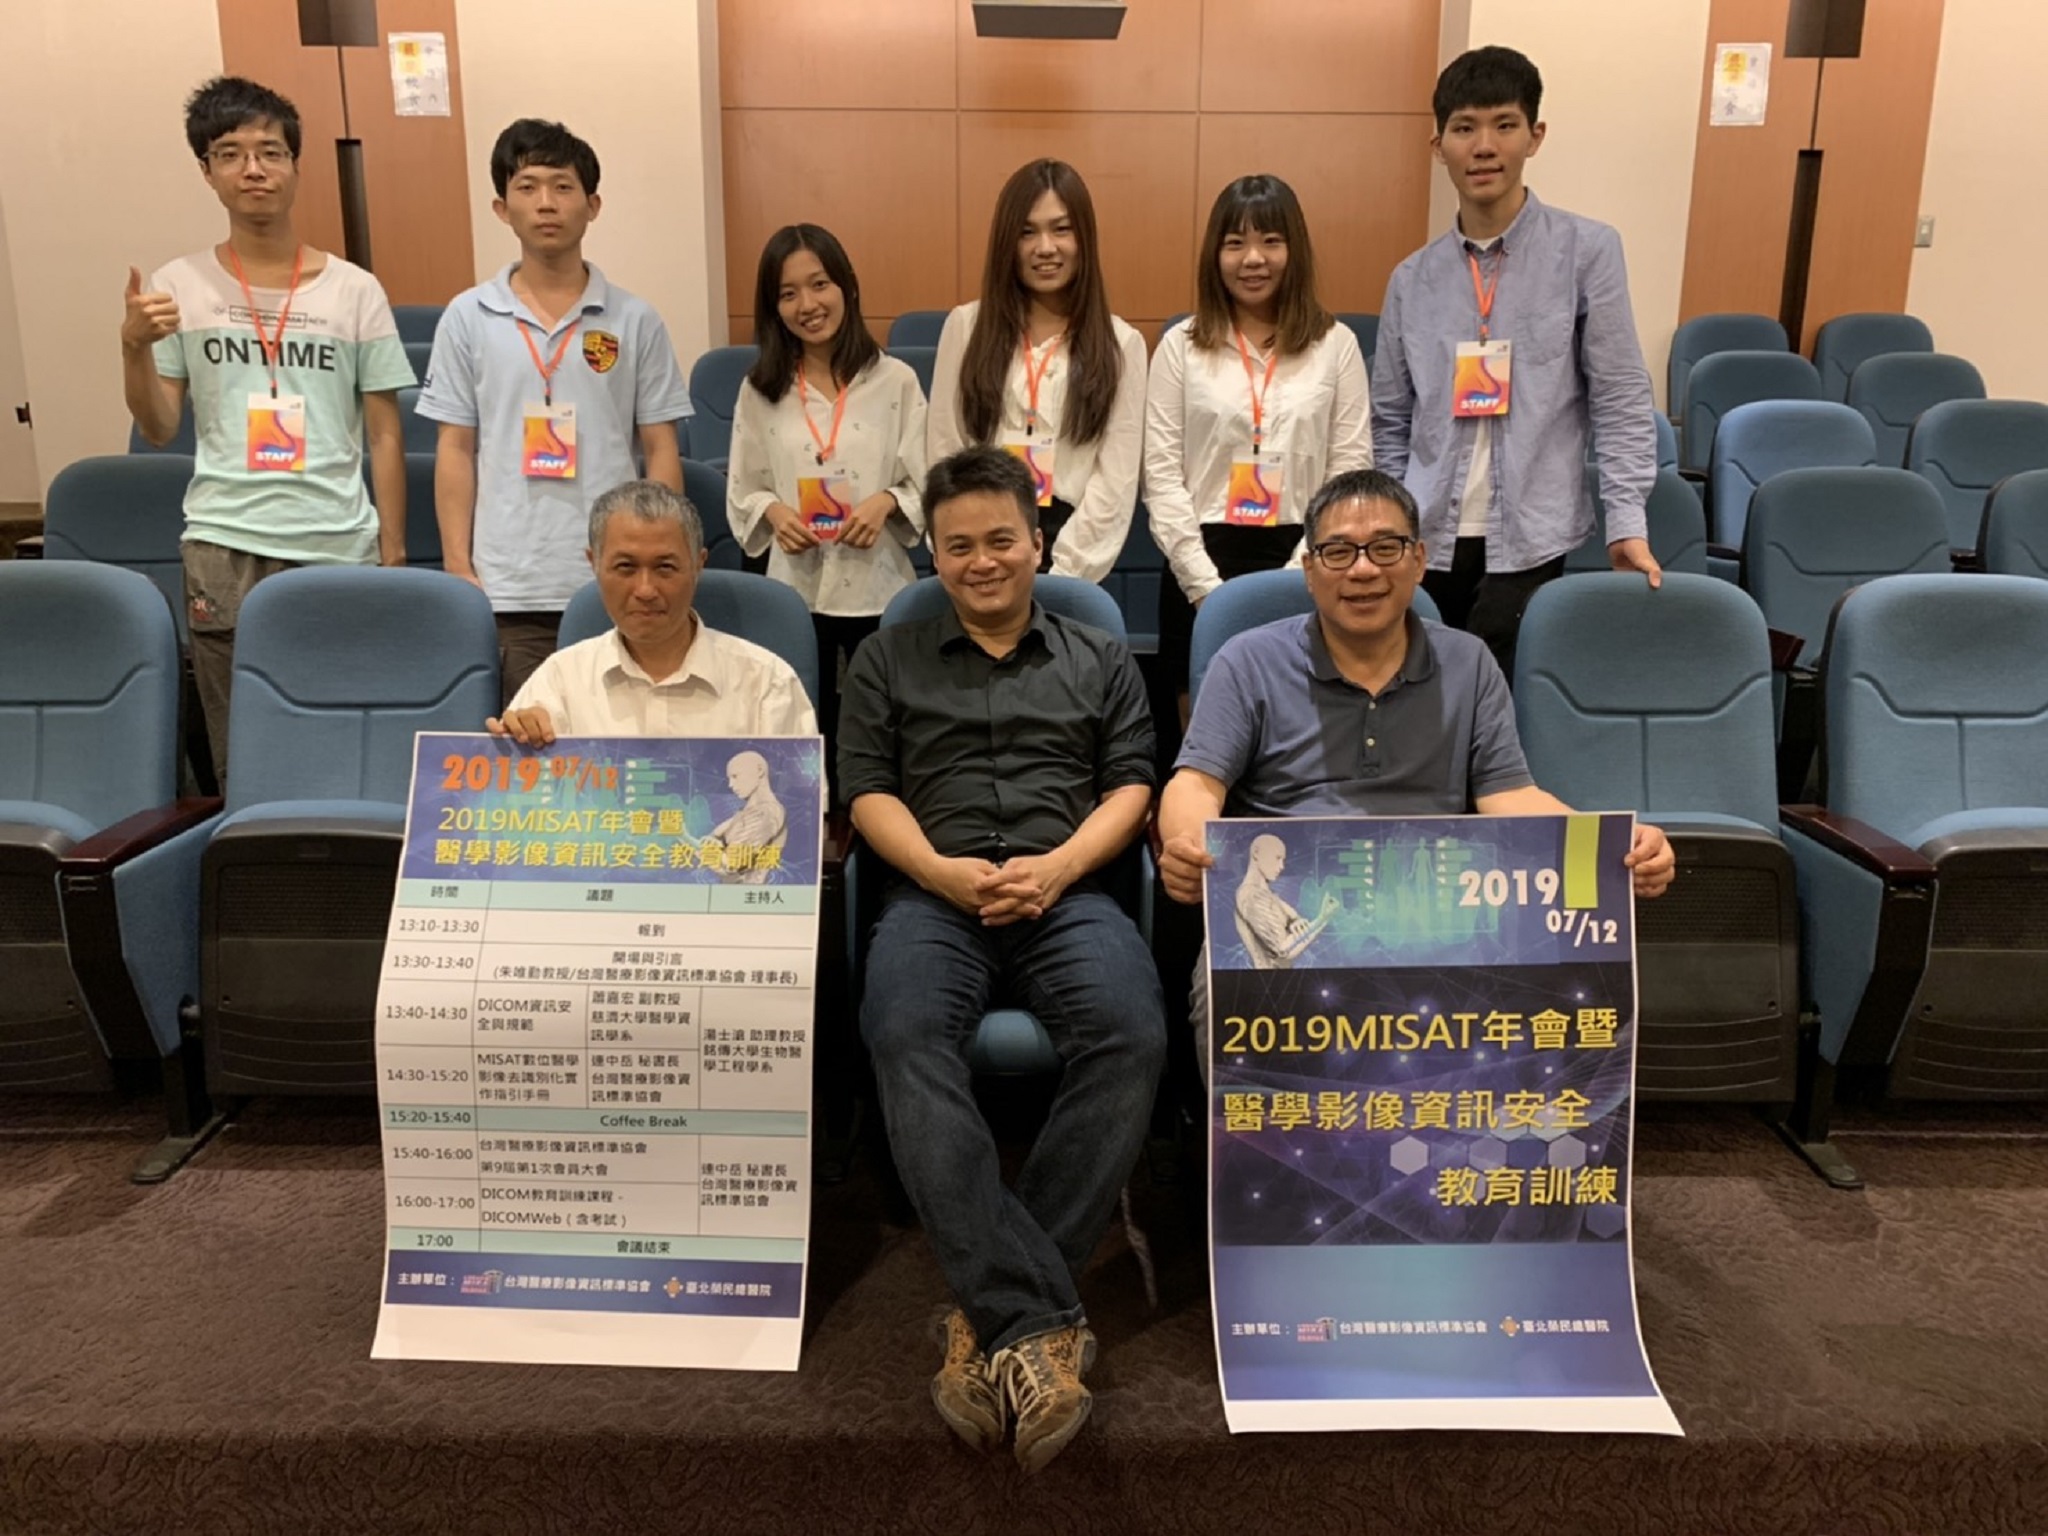 ONTIME
STAFF
STAFF
STAFF
STAFF
STAFF
2019 07/12
2019MISAT年會暨
醫學影像資訊安全教育訓練
時間 議題 主持人
13:10-13:30 報到
13:30-13:40 開場與引言
(朱唯勤教授/台灣醫療影像資訊標準協會 理事長)
13:40-14:30 DICOM資訊安全與規範 蕭嘉宏 副教授 慈濟大學醫學資訊學系 湯士滄 助理教授 銘傳大學生物醫學工程學系
14:30-15:20 MISAT數位醫學影像去識別化實作指引手冊 連中岳 秘書長 台灣醫療影像資訊標準協會
15:20-15:40 Coffee Break
15:40-16:00 台灣醫療影像資訊標準協會 第9屆第1次會員大會 連中岳 秘書長 台灣醫療影像資訊標準協會
16:00-17:00 DICOM教育訓練課程-DICOMWeb（含考試）
17:00 會議結束
主辦單位： 台灣醫療影像資訊標準協會 臺北榮民總醫院
2019
07/12
2019MISAT年會暨
醫學影像資訊安全
教育訓練
主辦單位： 台灣醫療影像資訊標準協會 臺北榮民總醫院